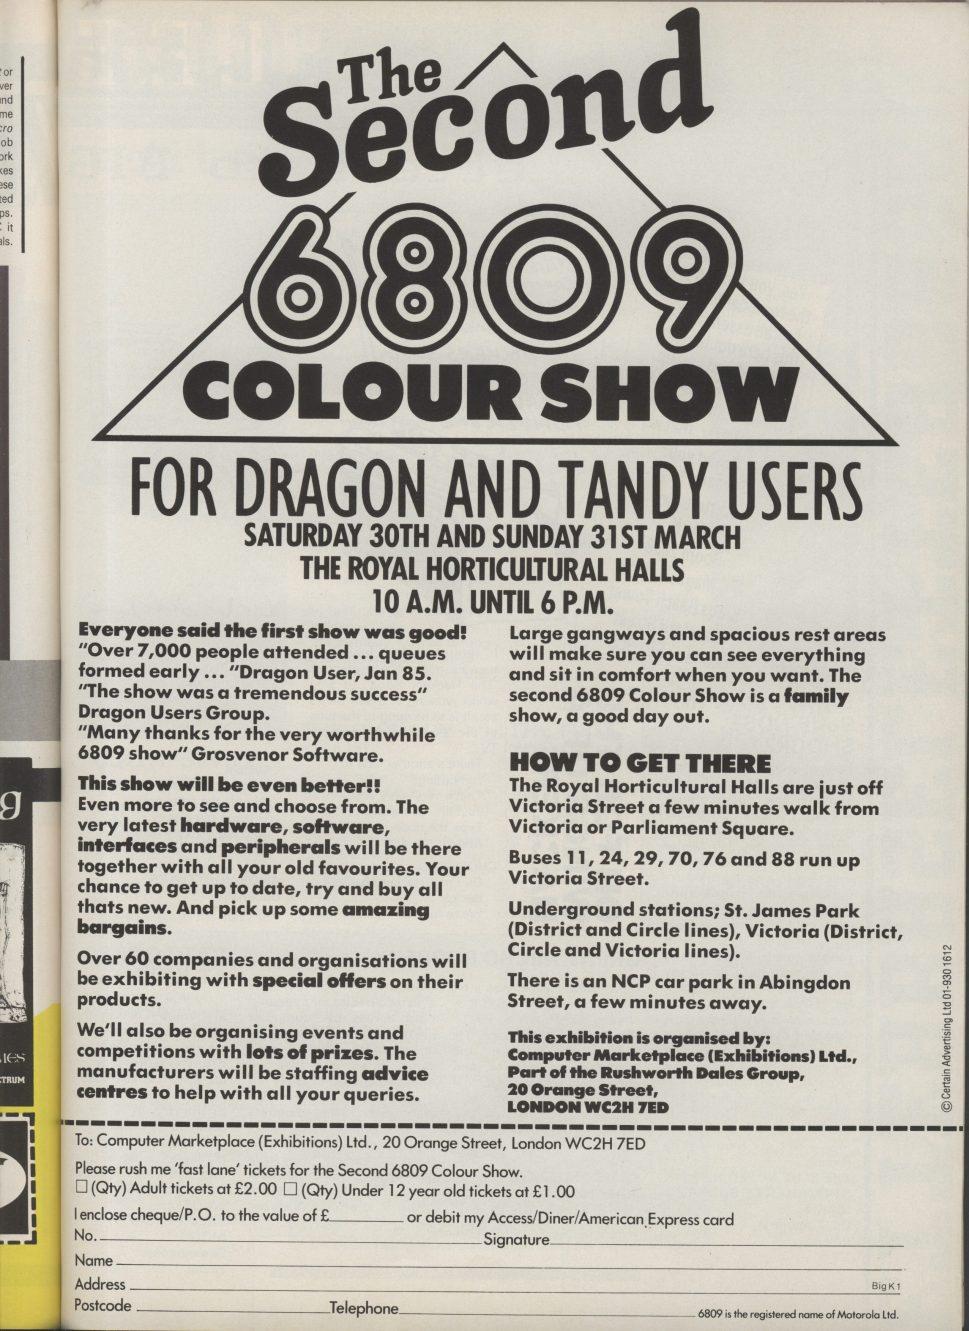 The
Second
6809
COLOUR SHOW
FOR DRAGON AND TANDY USERS
SATURDAY 30TH AND SUNDAY 31ST MARCH
THE ROYAL HORTICULTURAL HALLS
10 A.M. UNTIL 6 P.M.
Everyone said the first show was good!
"Over 7,000 people attended ... queues
formed early ... "Dragon User, Jan 85.
"The show was a tremendous success"
Dragon Users Group.
"Many thanks for the very worthwhile
6809 show" Grosvenor Software.
This show will be even better!!
Even more to see and choose from. The
very latest hardware, software,
interfaces and peripherals will be there
together with all your old favourites. Your
chance to get up to date, try and buy all
thats new. And pick up some amazing
bargains.
Over 60 companies and organisations will
be exhibiting with special offers on their
products.
We'll also be organising events and
competitions with lots of prizes. The
manufacturers will be staffing advice
centres to help with all your queries.
Large gangways and spacious rest areas
will make sure you can see everything
and sit in comfort when you want. The
second 6809 Colour Show is a family
show, a good day out.
HOW TO GET THERE
The Royal Horticultural Halls are just off
Victoria Street a few minutes walk from
Victoria or Parliament Square.
Buses 11, 24, 29, 70, 76 and 88 run up
Victoria Street.
Underground stations; St. James Park
(District and Circle lines), Victoria (District,
Circle and Victoria lines).
There is an NCP car park in Abingdon
Street, a few minutes away.
This exhibition is organised by:
Computer Marketplace (Exhibitions) Ltd.,
Part of the Rushworth Dales Group,
20 Orange Street,
LONDON WC2H 7ED
© Certain Advertising Ltd 01-930 1612
To: Computer Marketplace (Exhibitions) Ltd., 20 Orange Street, London WC2H 7ED
Please rush me 'fast lane' tickets for the Second 6809 Colour Show.
☐ (Qty) Adult tickets at £2.00 ☐ (Qty) Under 12 year old tickets at £1.00
I enclose cheque/P.O. to the value of £ or debit my Access/Diner/American Express card
No. Signature
Name
Address
Big K 1
Postcode Telephone
6809 is the registered name of Motorola Ltd.